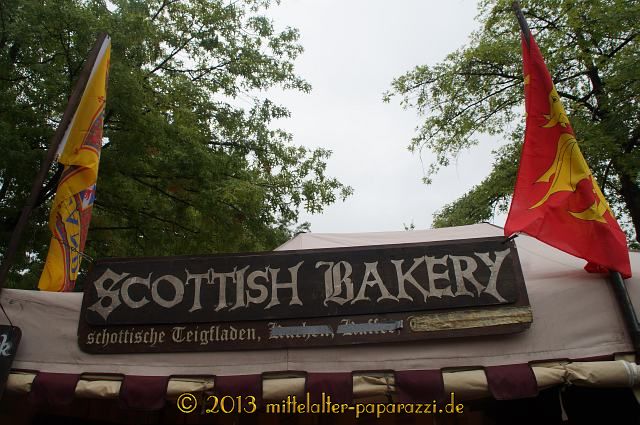 SCOTTISH BAKERY
schottische Teigfladen,
© 2013 mittelalter-paparazzi.de